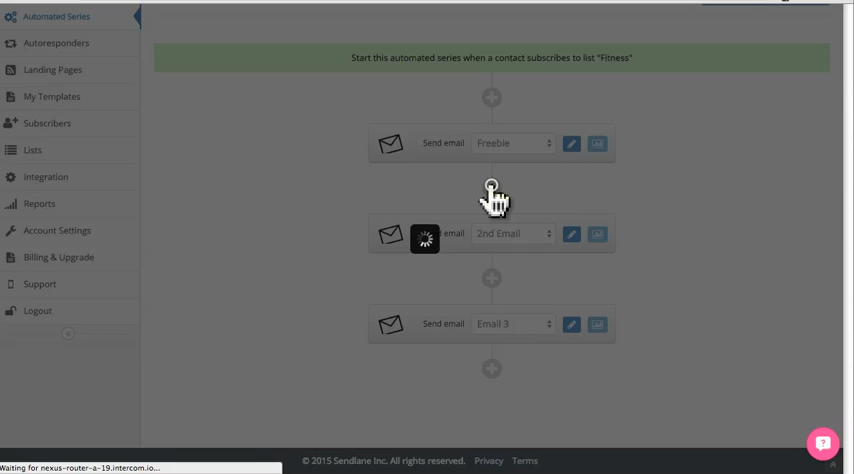 Automated Series
Autoresponders
Landing Pages
My Templates
Subscribers
Lists
Integration
Reports
Account Settings
Billing & Upgrade
Support
Logout
Start this automated series when a contact subscribes to list "Fitness"
Send email Freebie
email 2nd Email
Send email Email 3
© 2015 Sendlane Inc. All rights reserved. Privacy Terms
Waiting for nexus-router-a-19.intercom.io...